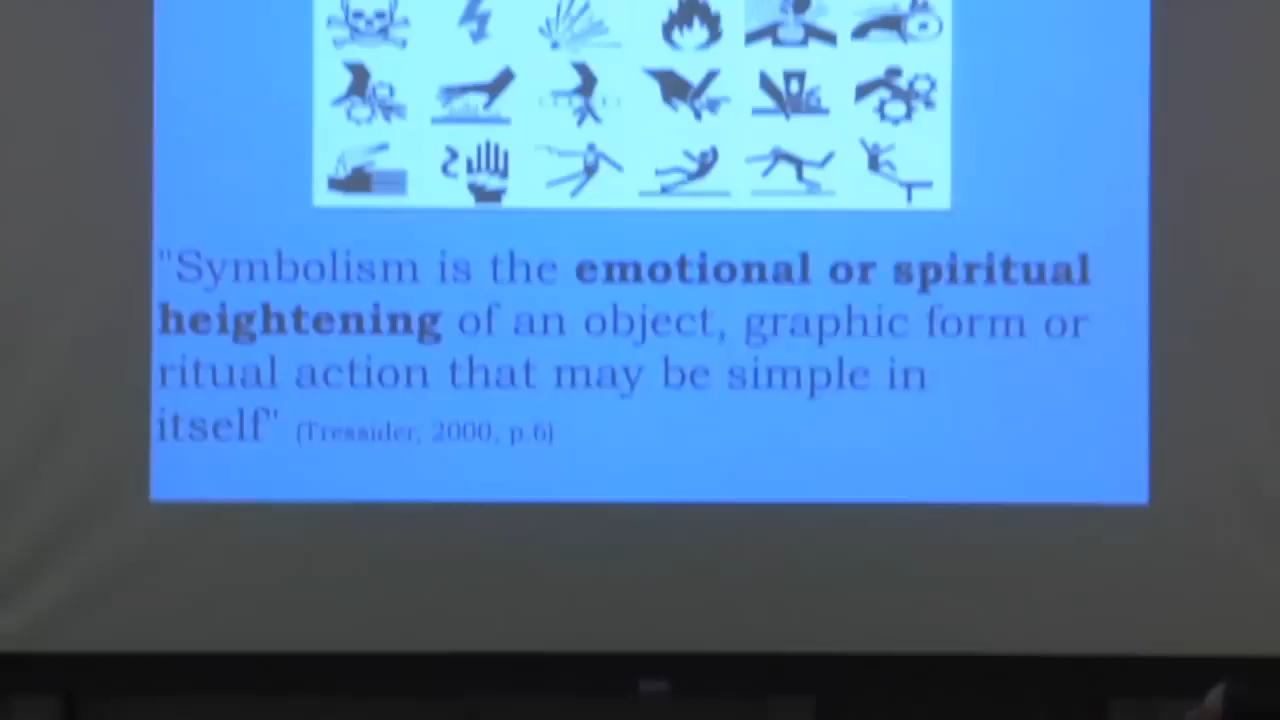 "Symbolism is the emotional or spiritual
heightening of an object, graphic form or
ritual action that may be simple in
itself" (Tressider, 2000, p.6)